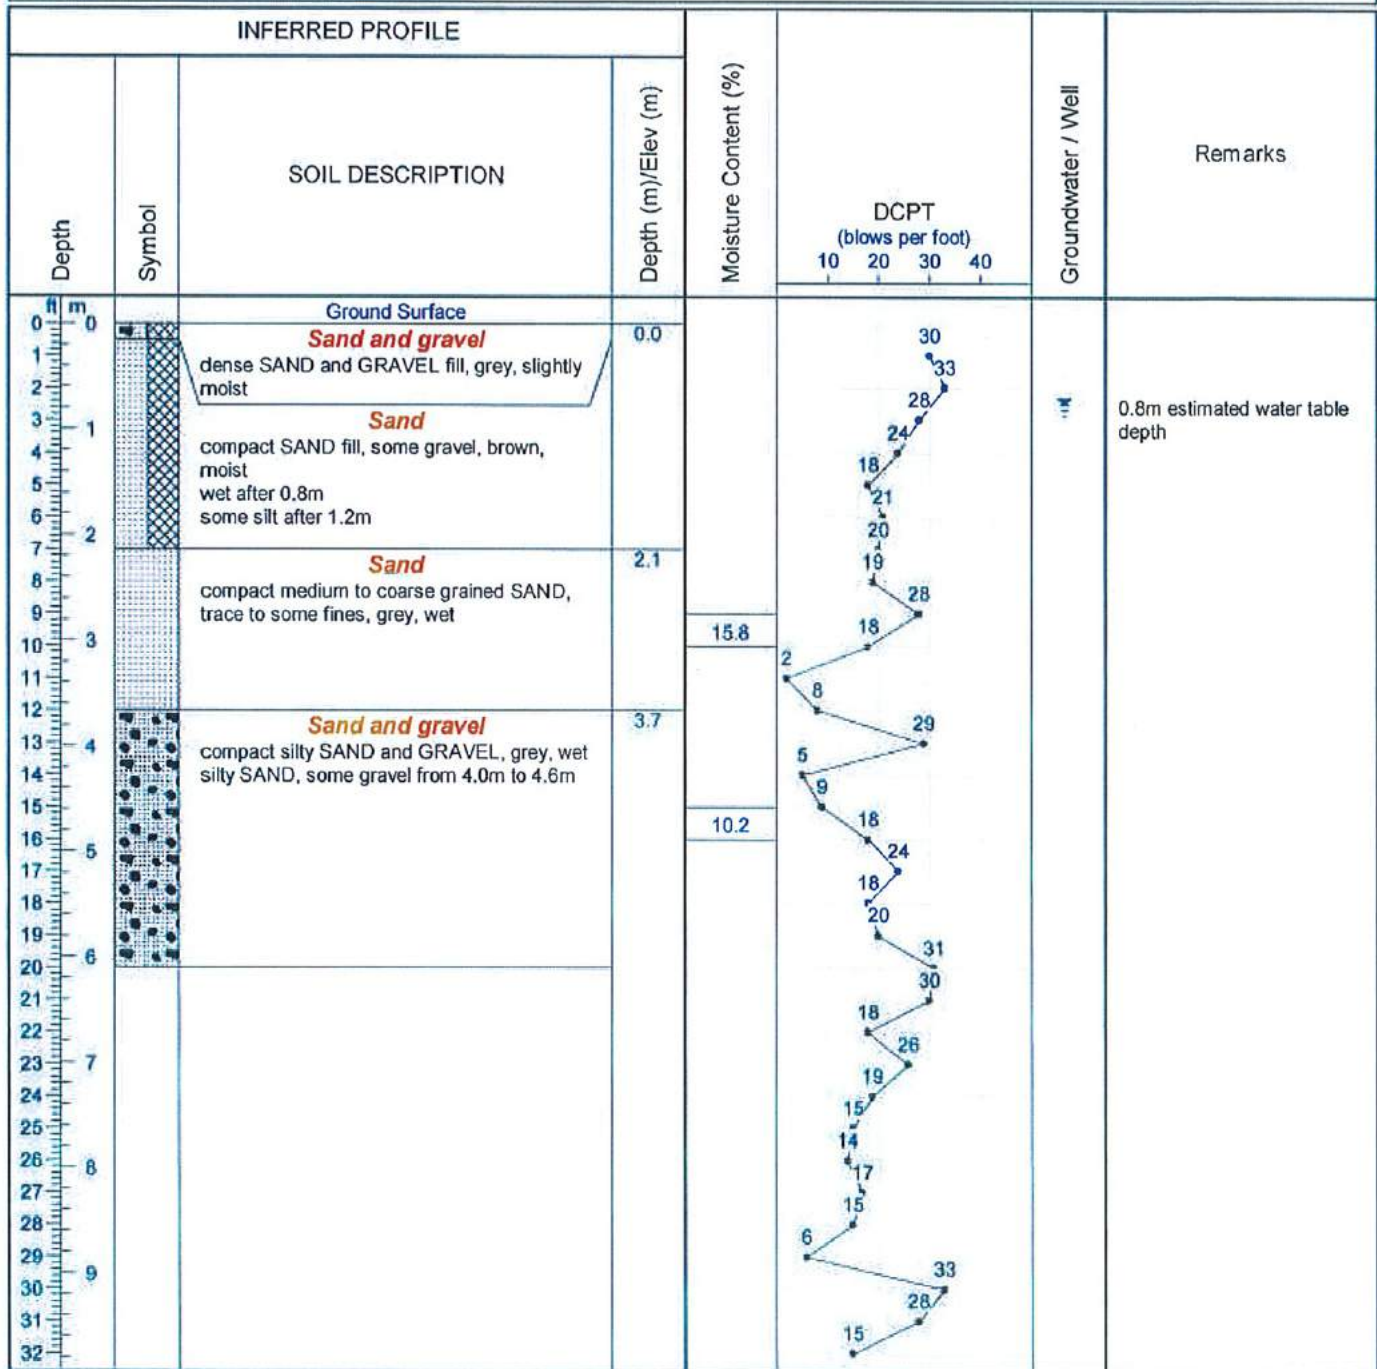 INFERRED PROFILE
Depth
Symbol
SOIL DESCRIPTION
Depth (m)/Elev (m)
Moisture Content (%)
DCPT
(blows per foot)
10 20 30 40
Groundwater / Well
Remarks
ft m
Ground Surface
0 0
1
2
3
1
4
5
6
2
7
8
9
10
3
11
12
13
4
14
15
16
5
17
18
19
6
20
21
22
23
7
24
25
26
8
27
28
29
9
30
31
32
Sand and gravel
dense SAND and GRAVEL fill, grey, slightly
moist
Sand
compact SAND fill, some gravel, brown,
moist
wet after 0.8m
some silt after 1.2m
Sand
compact medium to coarse grained SAND,
trace to some fines, grey, wet
Sand and gravel
compact silty SAND and GRAVEL, grey, wet
silty SAND, some gravel from 4.0m to 4.6m
0.0
2.1
3.7
15.8
10.2
30
33
28
24
18
21
20
19
28
18
2
8
29
5
9
18
24
18
20
31
30
18
26
19
15
14
17
15
6
33
28
15
0.8m estimated water table
depth